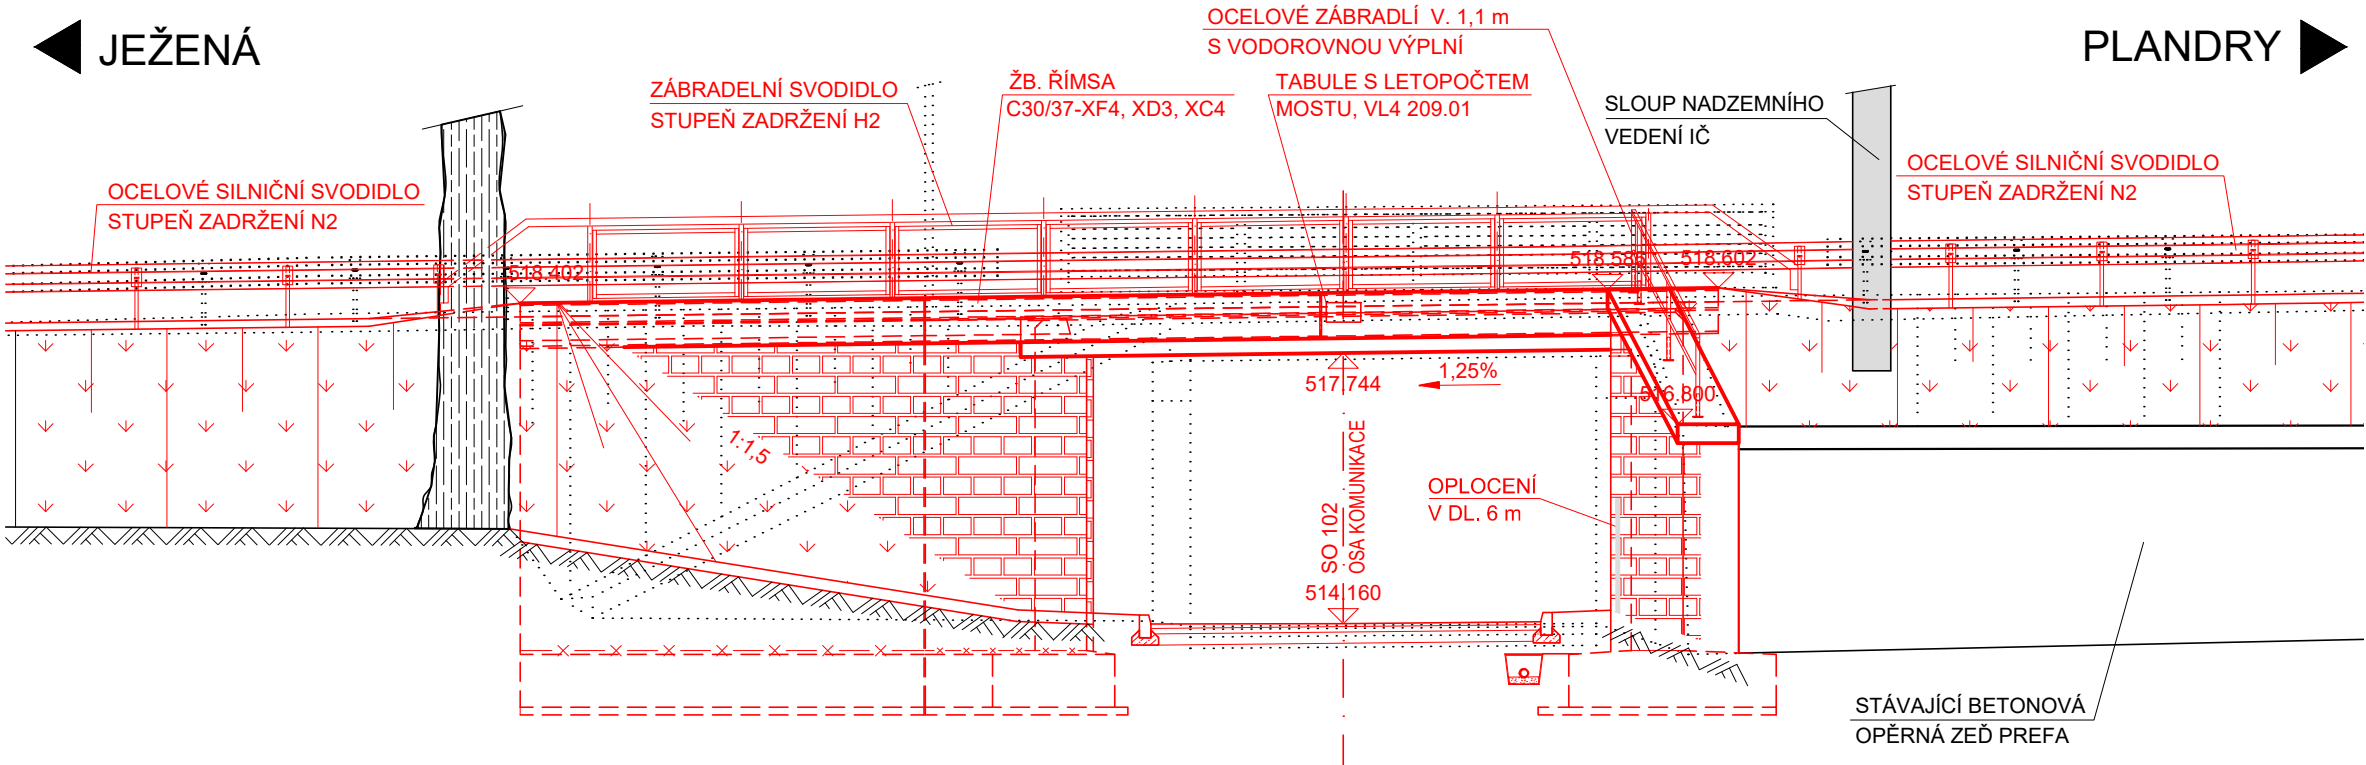 JEŽENÁ
OCELOVÉ ZÁBRADLÍ V. 1,1 m
S VODOROVNOU VÝPLNÍ
PLANDRY
ZÁBRADELNÍ SVODIDLO
STUPEŇ ZADRŽENÍ H2
ŽB. ŘÍMSA
C30/37-XF4, XD3, XC4
TABULE S LETOPOČTEM
MOSTU, VL4 209.01
SLOUP NADZEMNÍHO
VEDENÍ IČ
OCELOVÉ SILNIČNÍ SVODIDLO
STUPEŇ ZADRŽENÍ N2
OCELOVÉ SILNIČNÍ SVODIDLO
STUPEŇ ZADRŽENÍ N2
518.402
518.586
518.602
517.744
1,25%
516.800
1:1,5
SO 102
OSA KOMUNIKACE
OPLOCENÍ
V DL. 6 m
514.160
STÁVAJÍCÍ BETONOVÁ
OPĚRNÁ ZEĎ PREFA